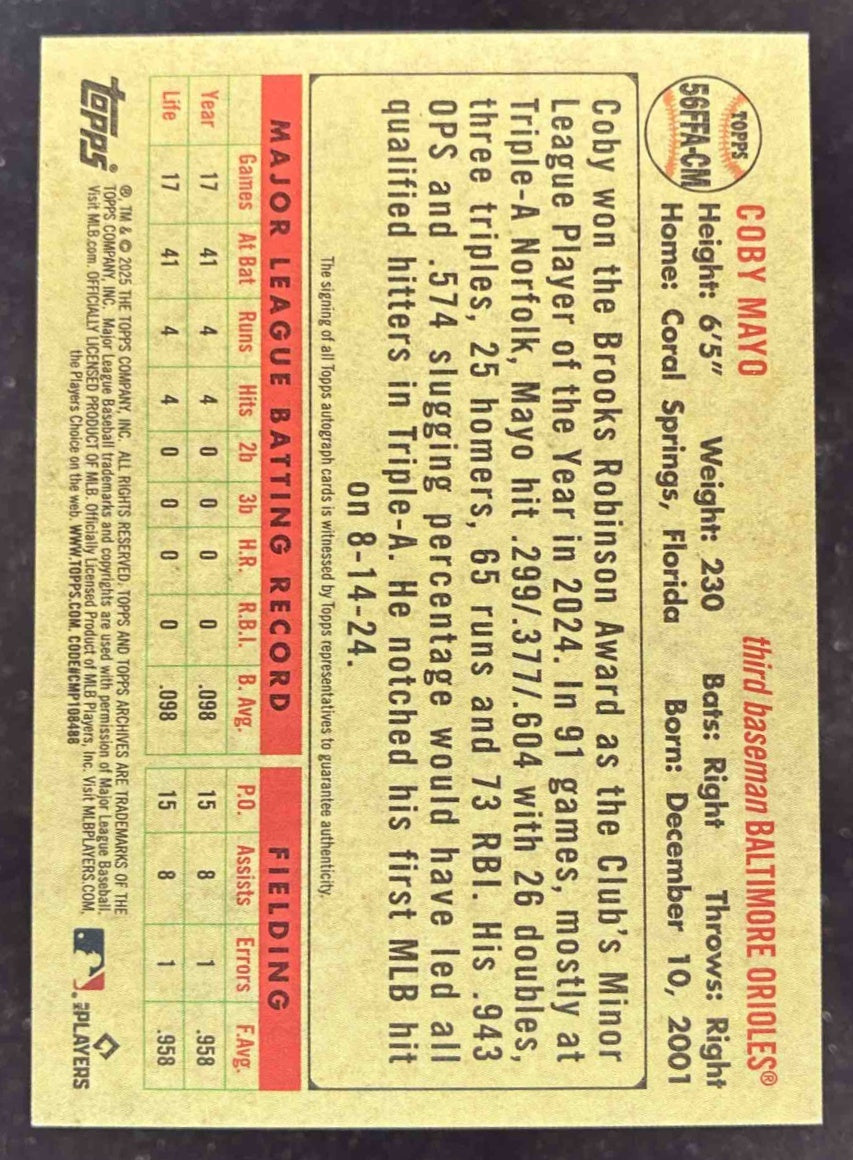 TOPPS
56FFA-CM
COBY MAYO third baseman BALTIMORE ORIOLES®
Height: 6'5" Weight: 230 Bats: Right Throws: Right
Home: Coral Springs, Florida Born: December 10, 2001
Coby won the Brooks Robinson Award as the Club's Minor
League Player of the Year in 2024. In 91 games, mostly at
Triple-A Norfolk, Mayo hit .299/.377/.604 with 26 doubles,
three triples, 25 homers, 65 runs and 73 RBI. His .943
OPS and .574 slugging percentage would have led all
qualified hitters in Triple-A. He notched his first MLB hit
on 8-14-24.
The signing of all Topps autograph cards is witnessed by Topps representatives to guarantee authenticity.
MAJOR LEAGUE BATTING RECORD FIELDING
Games At Bat Runs Hits 2b 3b H.R. R.B.I. B. Avg. P.O. Assists Errors F.Avg.
Year 17 41 4 4 0 0 0 0 .098 15 8 1 .958
Life 17 41 4 4 0 0 0 0 .098 15 8 1 .958
topps®
®, TM & © 2025 THE TOPPS COMPANY, INC. ALL RIGHTS RESERVED. TOPPS AND TOPPS ARCHIVES ARE TRADEMARKS OF THE
TOPPS COMPANY, INC. Major League Baseball trademarks and copyrights are used with permission of Major League Baseball.
Visit MLB.com. OFFICIALLY LICENSED PRODUCT OF MLB. Officially Licensed Product of MLB Players, Inc. Visit MLBPLAYERS.COM,
the Players Choice on the web. WWW.TOPPS.COM. CODE#CMP108488
MLB PLAYERS